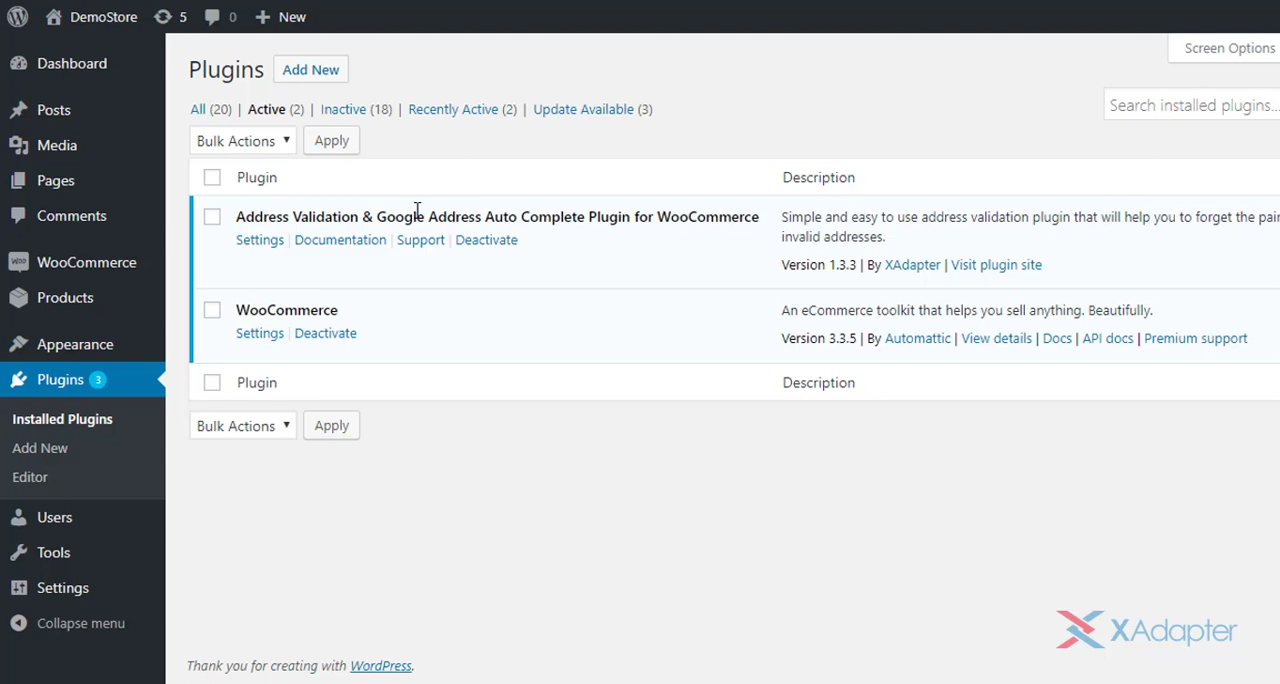 DemoStore 5 0 + New
Screen Options
Dashboard
Posts
Media
Pages
Comments
WOO WooCommerce
Products
Appearance
Plugins 3
Installed Plugins
Add New
Editor
Users
Tools
Settings
Collapse menu
Plugins Add New
All (20) | Active (2) | Inactive (18) | Recently Active (2) | Update Available (3)
Search installed plugins...
Bulk Actions Apply
Plugin Description
Address Validation & Google Address Auto Complete Plugin for WooCommerce
Settings | Documentation | Support | Deactivate
Simple and easy to use address validation plugin that will help you to forget the
invalid addresses.
Version 1.3.3 | By XAdapter | Visit plugin site
WooCommerce
Settings | Deactivate
An eCommerce toolkit that helps you sell anything. Beautifully.
Version 3.3.5 | By Automattic | View details | Docs | API docs | Premium support
Plugin Description
Bulk Actions Apply
XAdapter
Thank you for creating with WordPress.